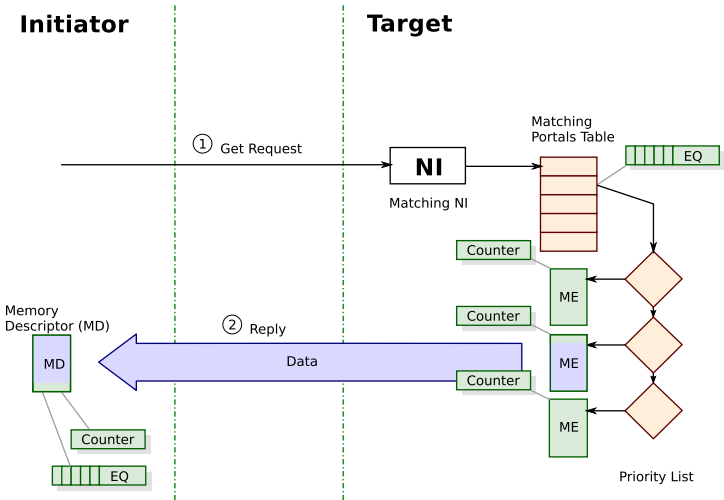 Initiator
Target
Matching
Portals Table
1
Get Request
NI
EQ
Matching NI
Counter
ME
Counter
Memory
Descriptor (MD)
2
Reply
MD
Data
ME
Counter
ME
Counter
EQ
Priority List